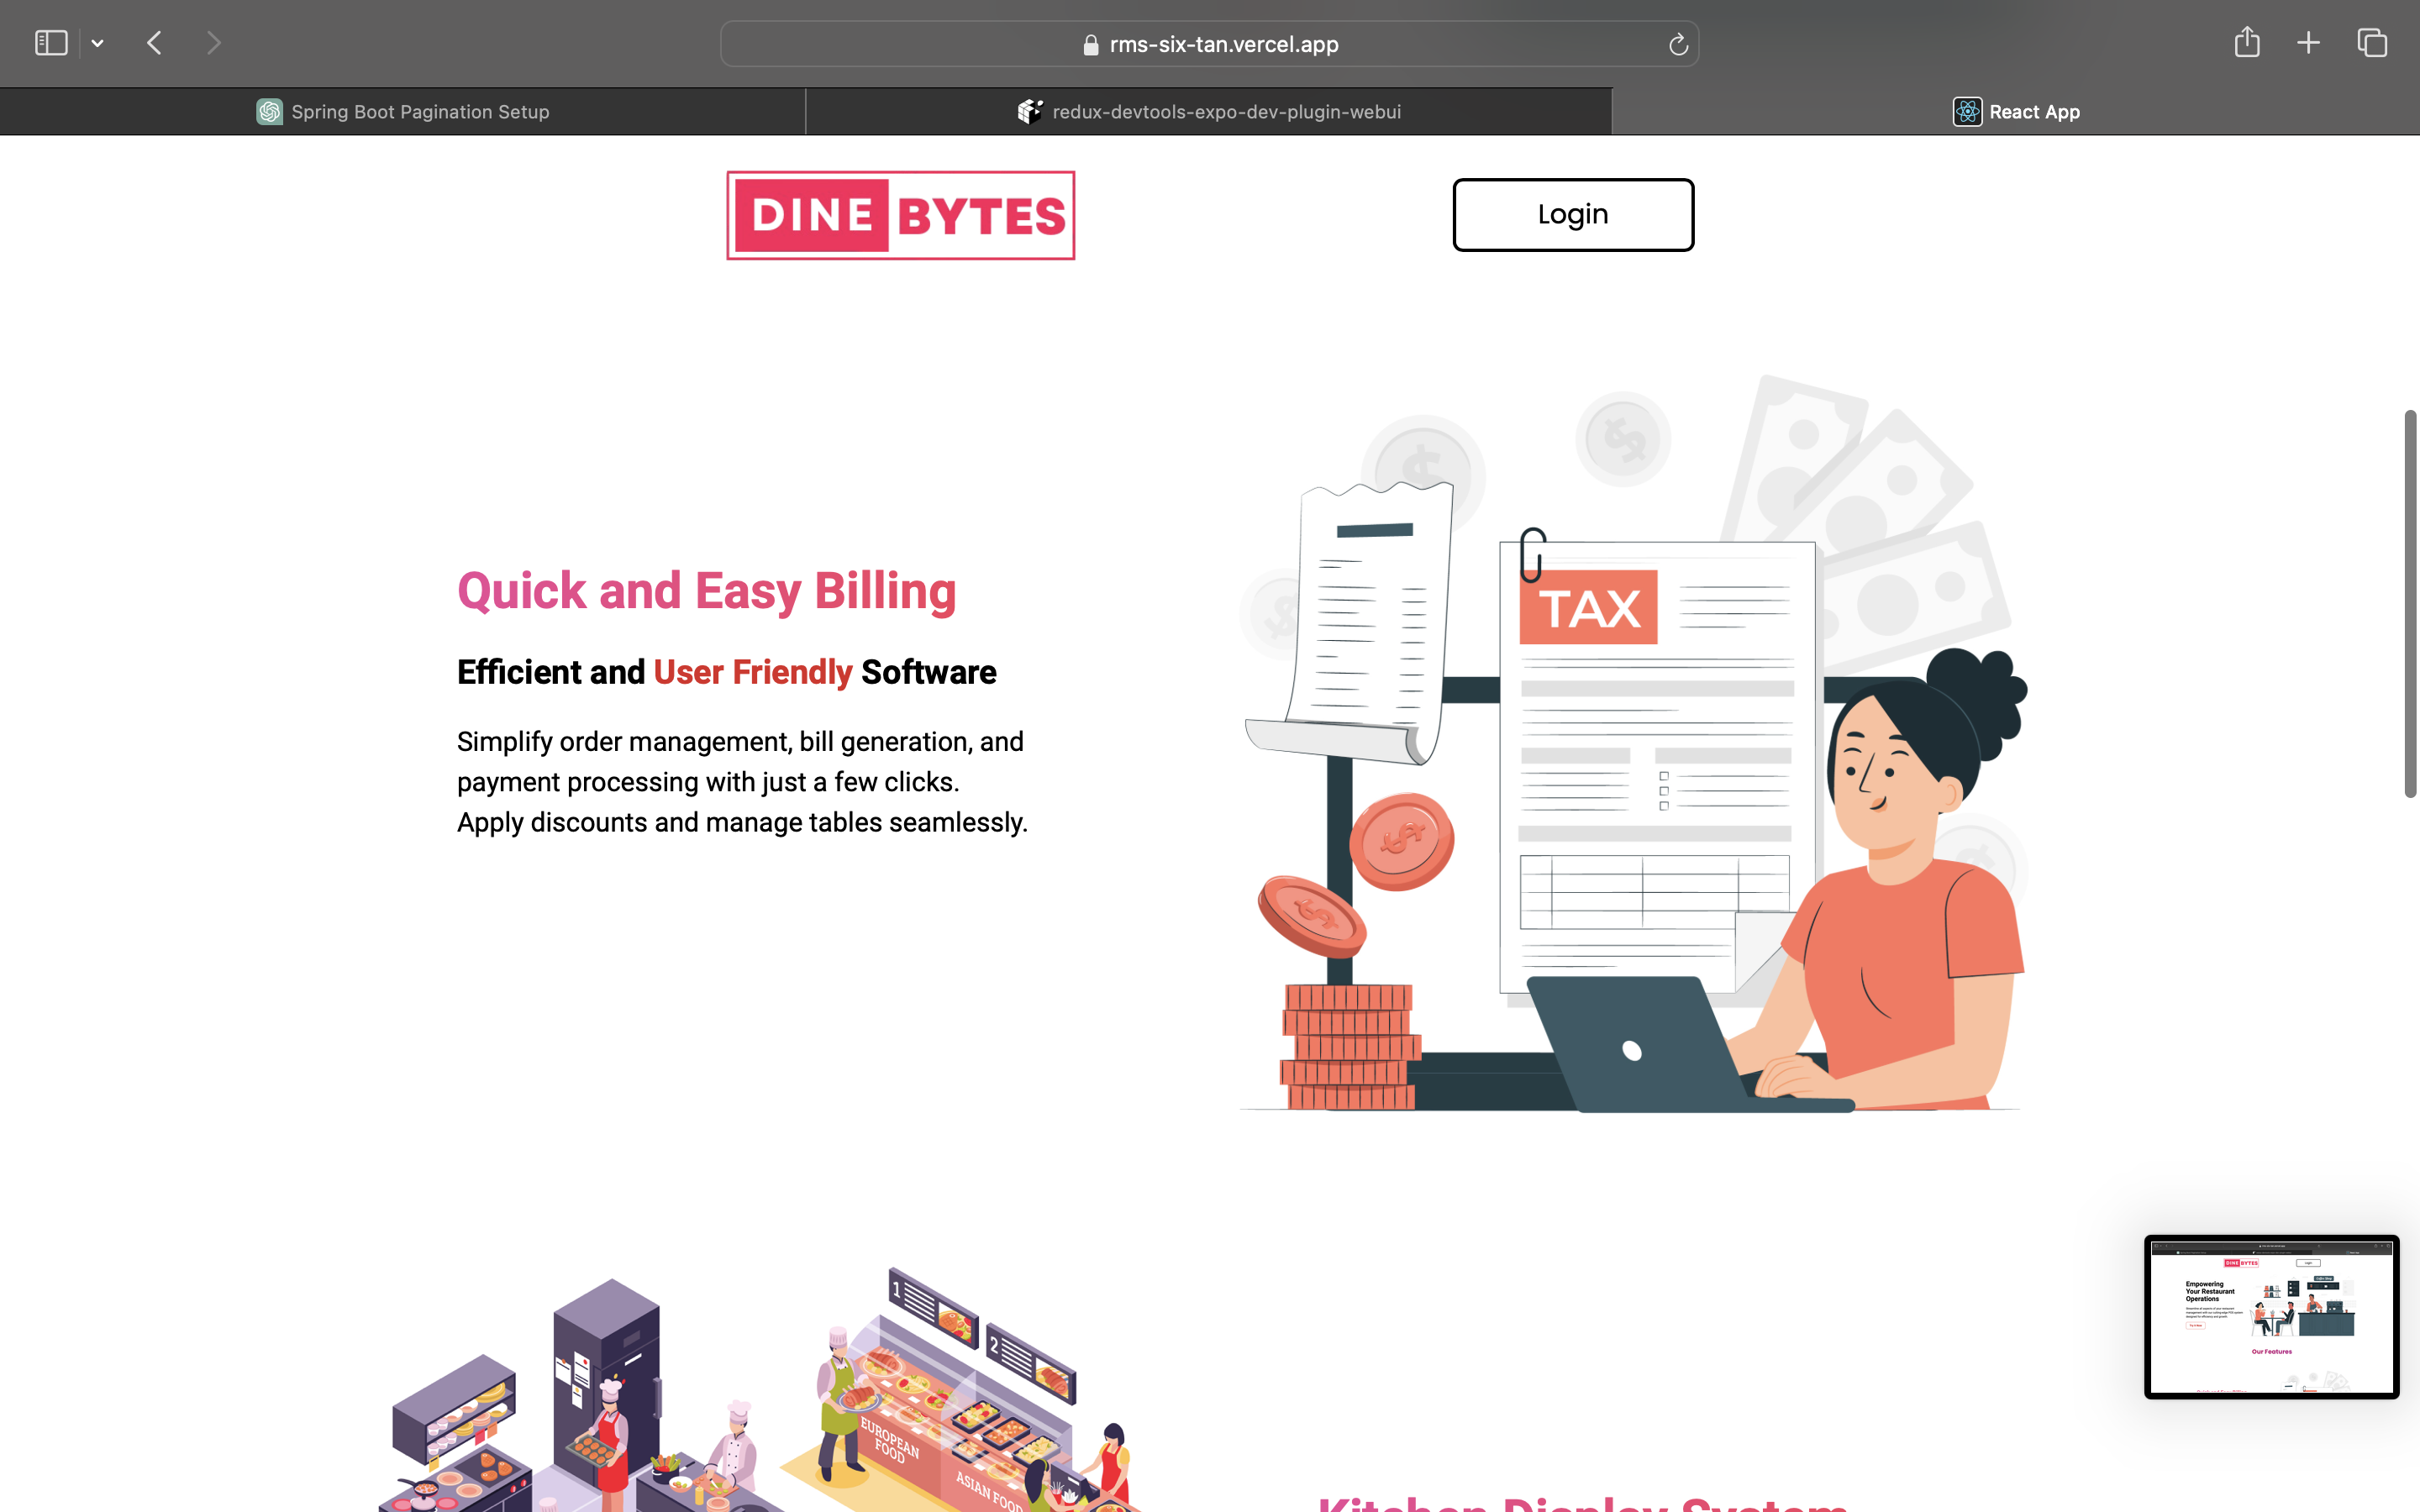 rms-six-tan.vercel.app
Spring Boot Pagination Setup
redux-devtools-expo-dev-plugin-webui
React App
DINE BYTES
Login
Quick and Easy Billing
Efficient and User Friendly Software
Simplify order management, bill generation, and
payment processing with just a few clicks.
Apply discounts and manage tables seamlessly.
TAX
1
2
EUROPEAN
FOOD
ASIAN FOOD
Kitchen Display System
DINE BYTES
Empowering
Your Restaurant
Operations
Our Features